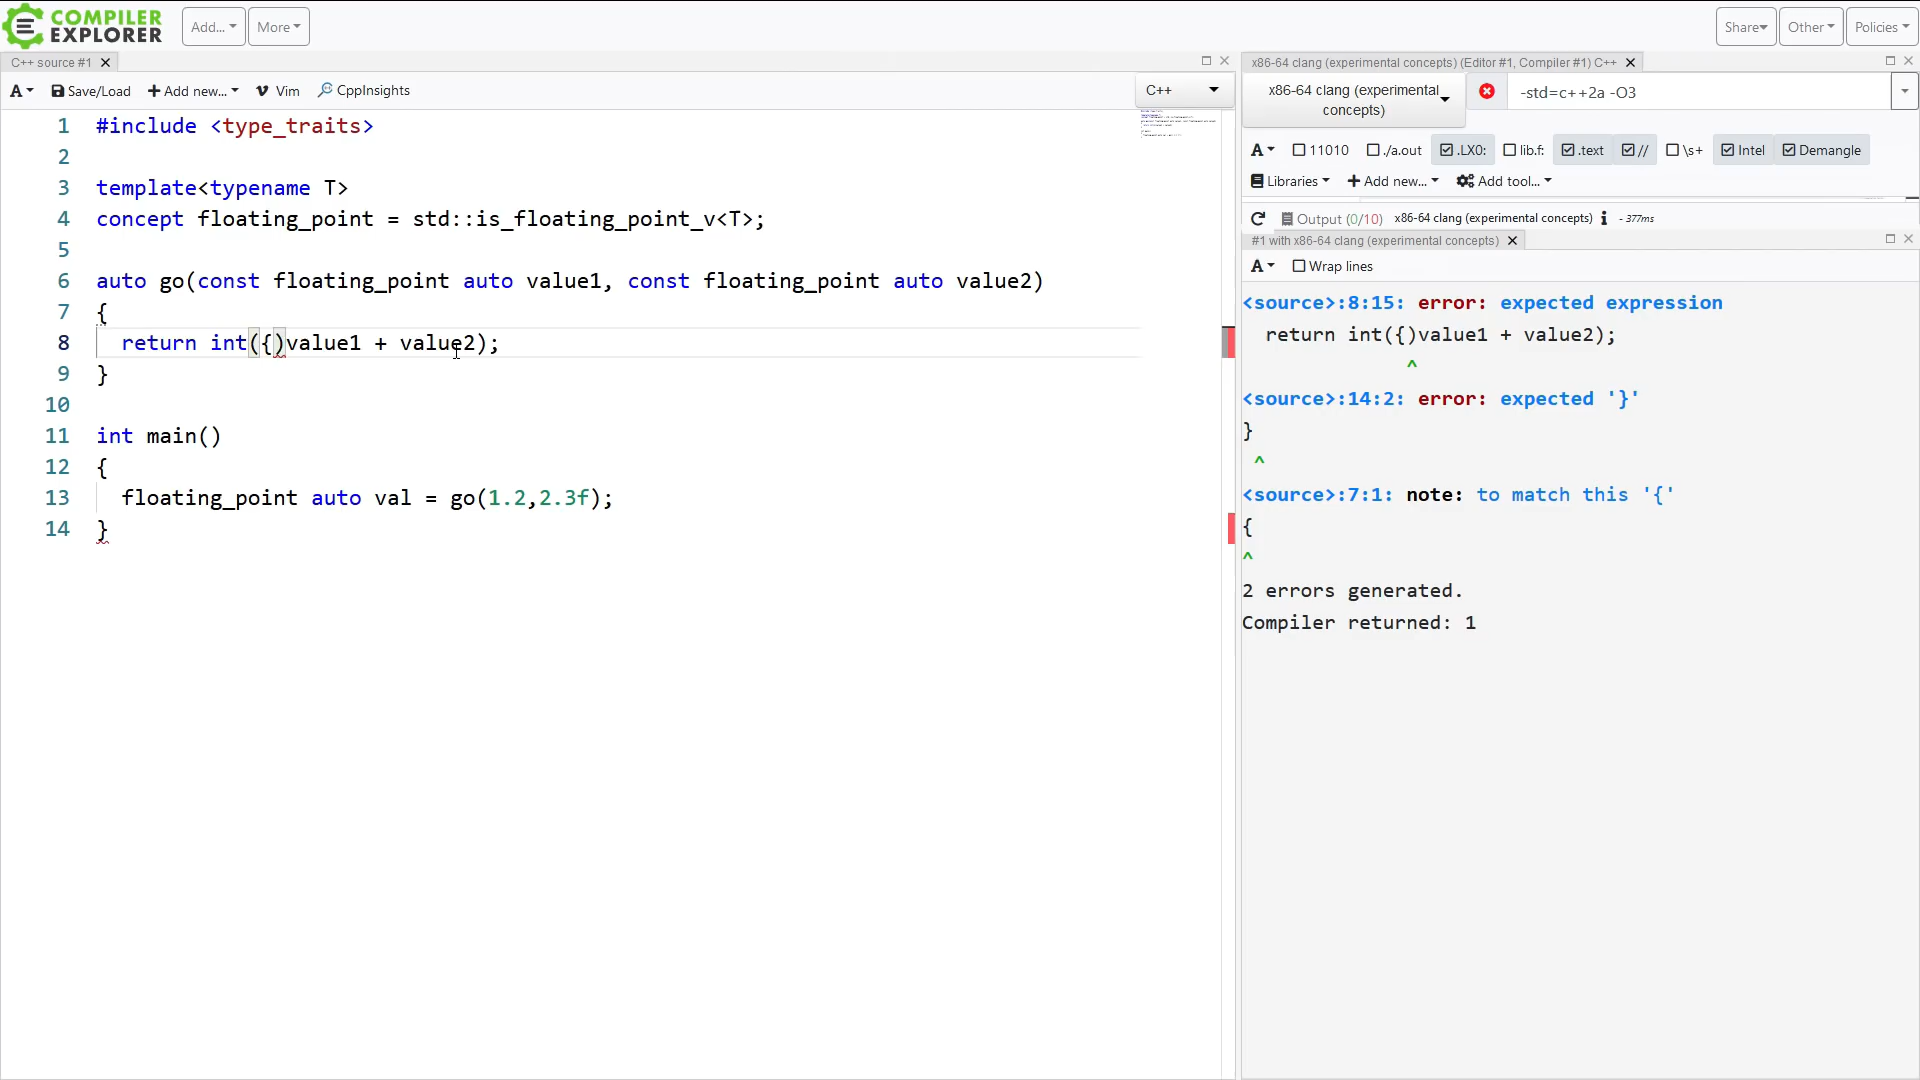 COMPILER
EXPLORER
Add...
More
Share
Other
Policies
C++ source #1
A
Save/Load
Add new...
Vim
CppInsights
C++
1 #include <type_traits>
2
3 template<typename T>
4 concept floating_point = std::is_floating_point_v<T>;
5
6 auto go(const floating_point auto value1, const floating_point auto value2)
7 {
8 return int({)value1 + value2);
9 }
10
11 int main()
12 {
13 floating_point auto val = go(1.2,2.3f);
14 }
x86-64 clang (experimental concepts) (Editor #1, Compiler #1) C++
x86-64 clang (experimental
concepts)
-std=c++2a -O3
A
11010
./a.out
.LX0:
lib.f:
.text
//
\s+
Intel
Demangle
Libraries
Add new...
Add tool...
Output (0/10) x86-64 clang (experimental concepts) i - 377ms
#1 with x86-64 clang (experimental concepts)
A
Wrap lines
<source>:8:15: error: expected expression
return int({)value1 + value2);
^
<source>:14:2: error: expected '}'
}
^
<source>:7:1: note: to match this '{'
{
^
2 errors generated.
Compiler returned: 1